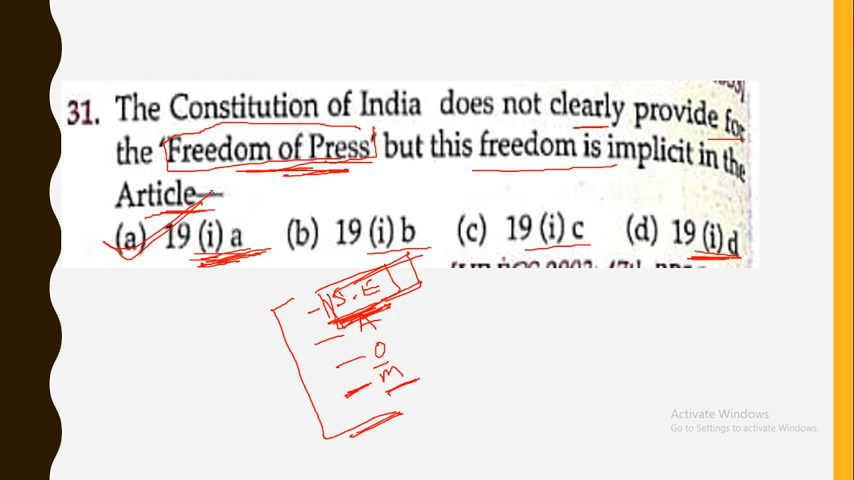 31. The Constitution of India does not clearly provide for
the 'Freedom of Press' but this freedom is implicit in the
Article—
(a) 19 (i) a (b) 19 (i) b (c) 19 (i) c (d) 19 (i) d
S. E
A
O
m
Activate Windows
Go to Settings to activate Windows.